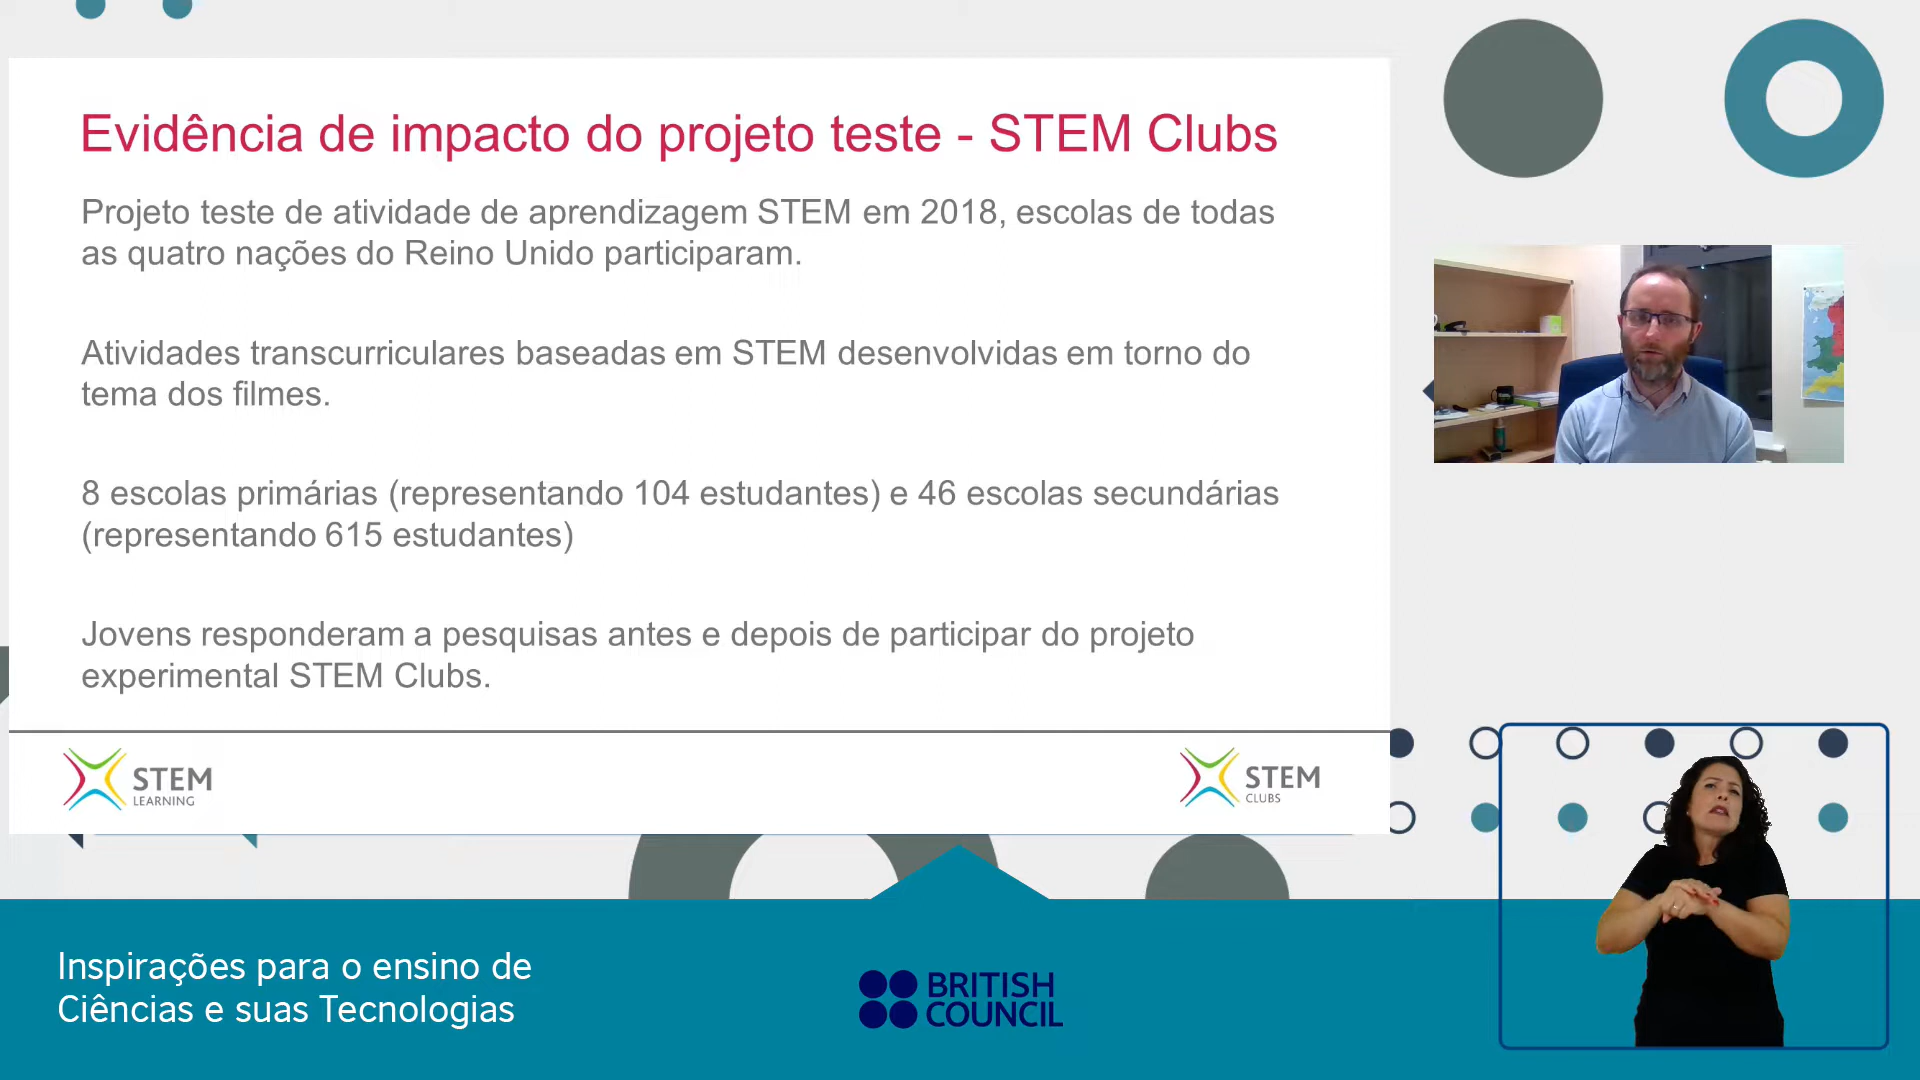 Evidência de impacto do projeto teste - STEM Clubs
Projeto teste de atividade de aprendizagem STEM em 2018, escolas de todas
as quatro nações do Reino Unido participaram.
Atividades transcurriculares baseadas em STEM desenvolvidas em torno do
tema dos filmes.
8 escolas primárias (representando 104 estudantes) e 46 escolas secundárias
(representando 615 estudantes)
Jovens responderam a pesquisas antes e depois de participar do projeto
experimental STEM Clubs.
STEM
LEARNING
STEM
CLUBS
Inspirações para o ensino de
Ciências e suas Tecnologias
BRITISH
COUNCIL